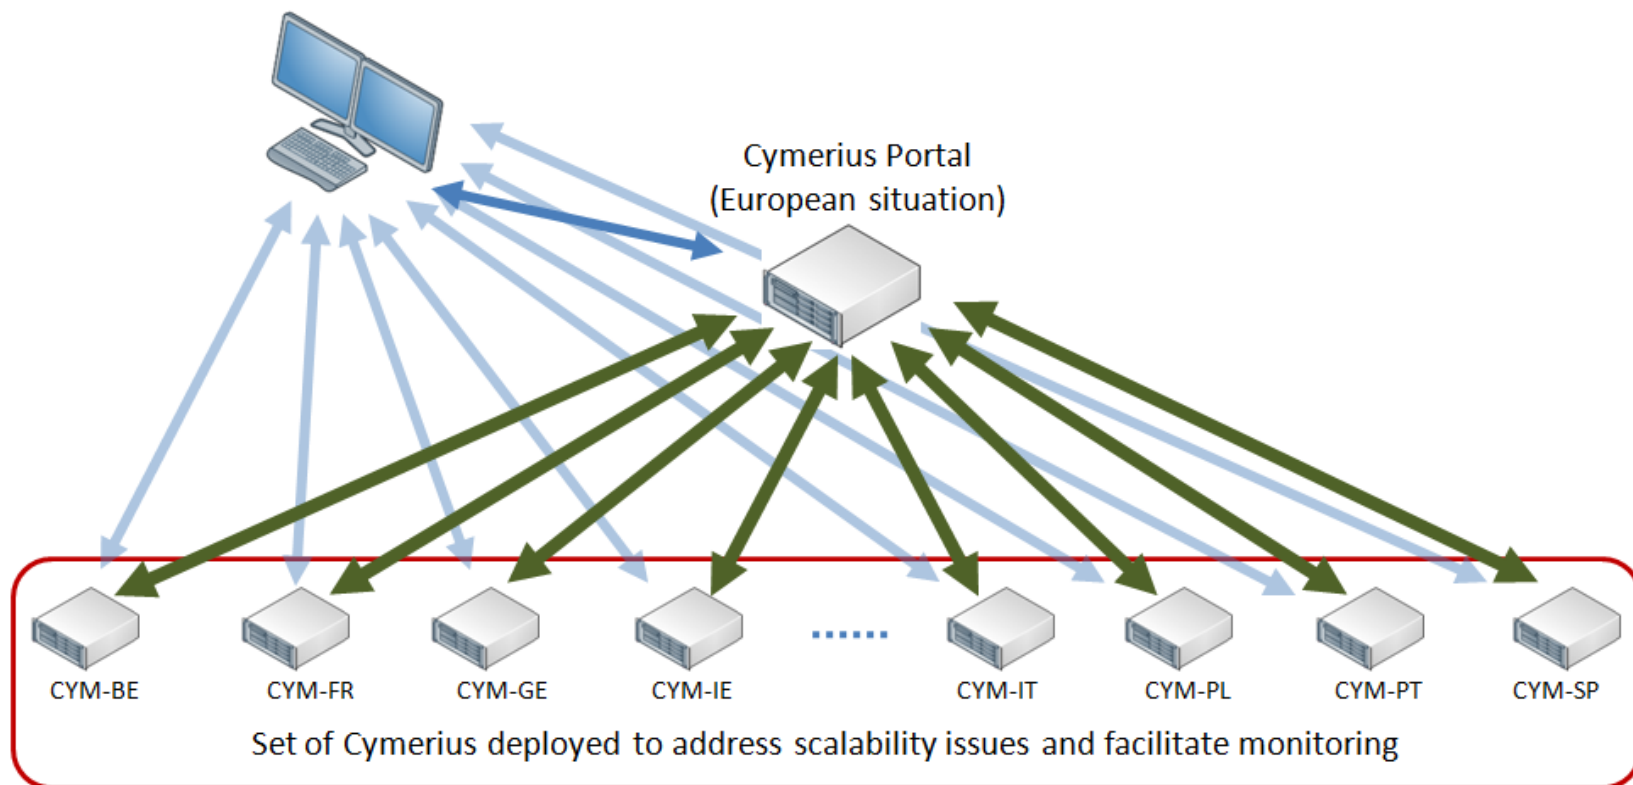 Cymerius Portal
(European situation)
CYM-BE
CYM-FR
CYM-GE
CYM-IE
CYM-IT
CYM-PL
CYM-PT
CYM-SP
Set of Cymerius deployed to address scalability issues and facilitate monitoring